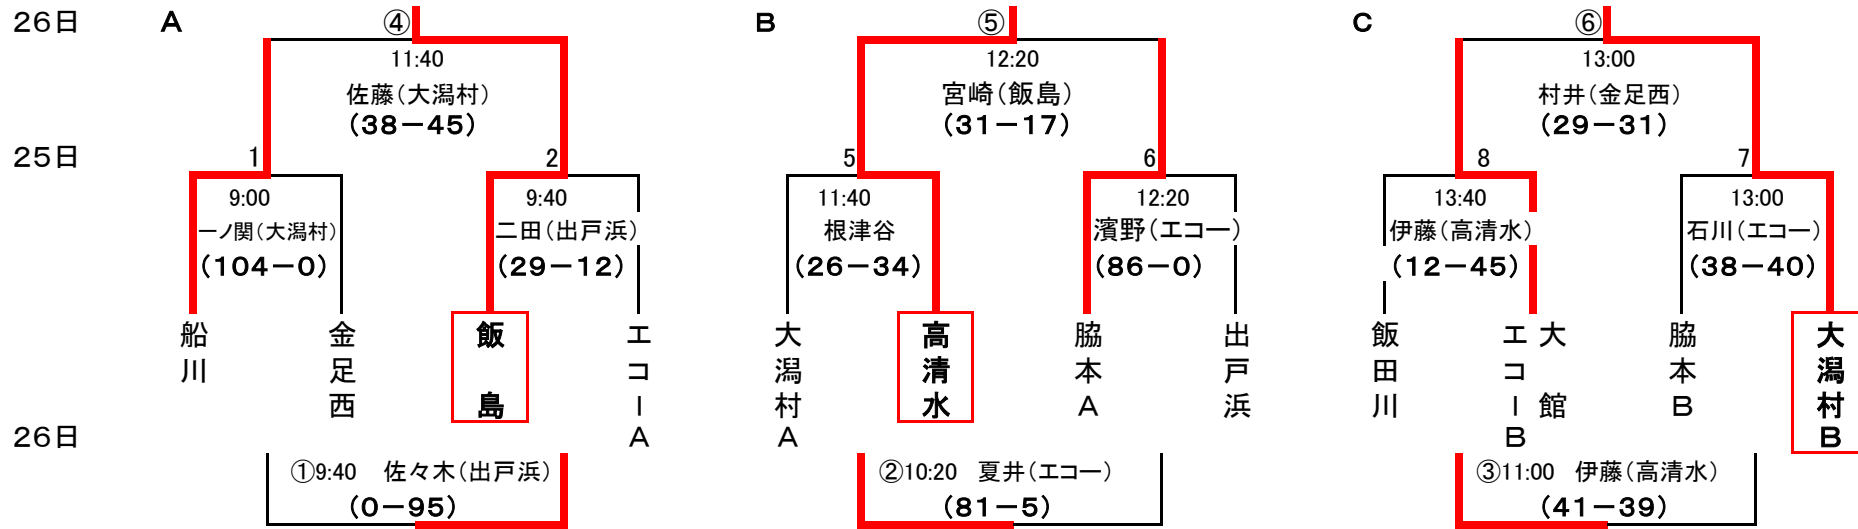 26日 A ④ B ⑤ C ⑥
11:40 12:20 13:00
佐藤(大潟村) 宮崎(飯島) 村井(金足西)
(38－45) (31－17) (29－31)
25日 1 2 5 6 8 7
9:00 9:40 11:40 12:20 13:40 13:00
一ノ関(大潟村) 二田(出戸浜) 根津谷 濱野(エコー) 伊藤(高清水) 石川(エコー)
(104－0) (29－12) (26－34) (86－0) (12－45) (38－40)
船川
金足西
飯島
エコーA
大潟村A
高清水
脇本A
出戸浜
飯田川
エコーB
大館
脇本B
大潟村B
26日
①9:40 佐々木(出戸浜) ②10:20 夏井(エコー) ③11:00 伊藤(高清水)
(0－95) (81－5) (41－39)